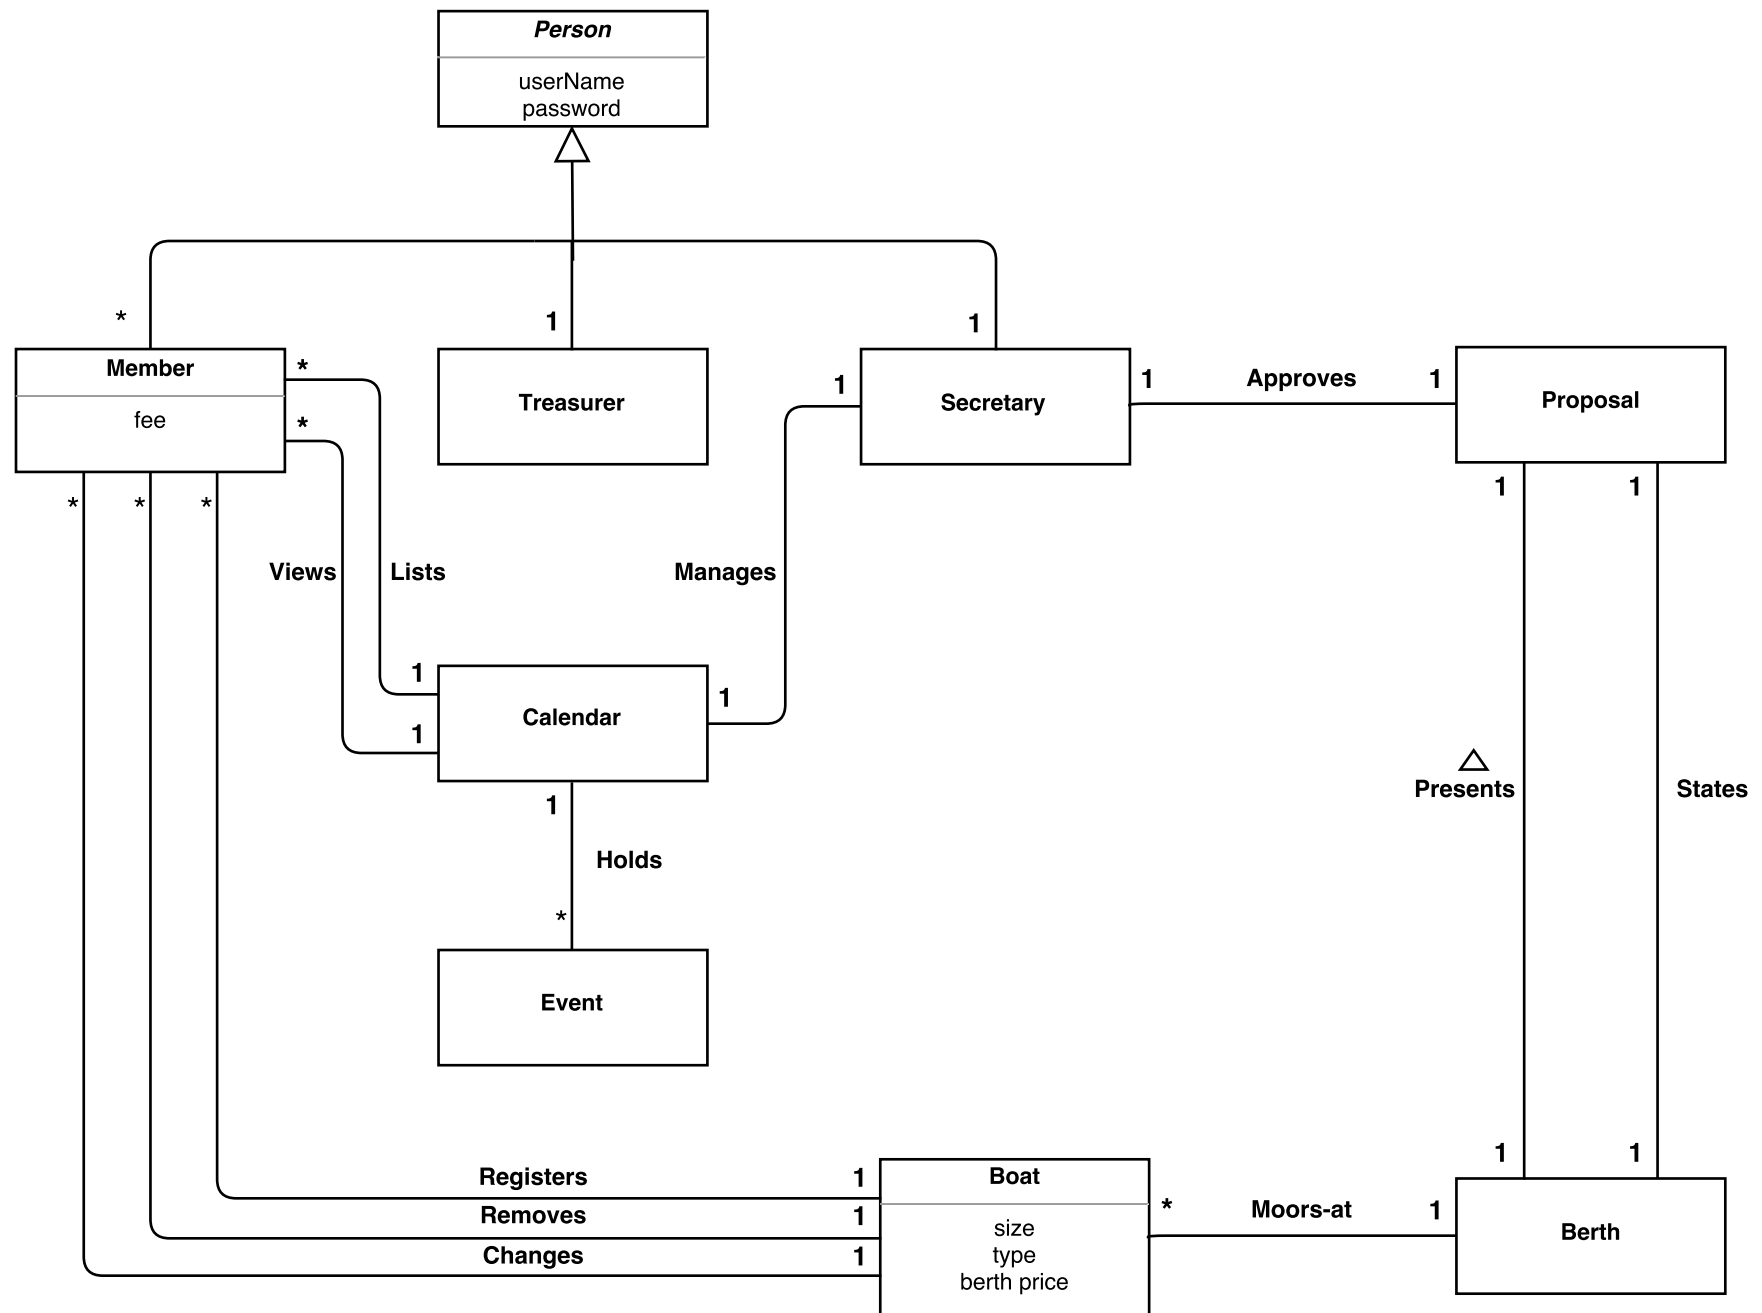 Person
userName
password
*
1
1
Member
fee
*
*
Treasurer
1
Secretary
1
Approves
1
Proposal
*
*
*
1
1
Views
Lists
Manages
1
1
Calendar
1
Presents
States
1
Holds
*
Event
1
1
Registers
1
Removes
1
Changes
1
Boat
size
type
berth price
*
Moors-at
1
Berth